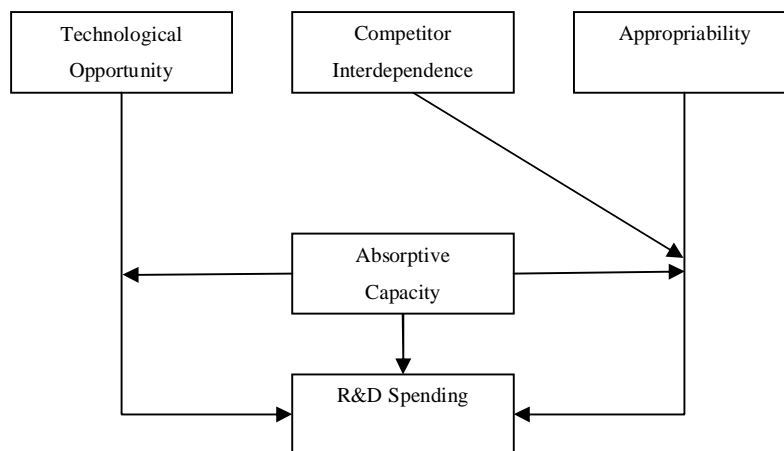 Technological
Opportunity
Competitor
Interdependence
Appropriability
Absorptive
Capacity
R&D Spending